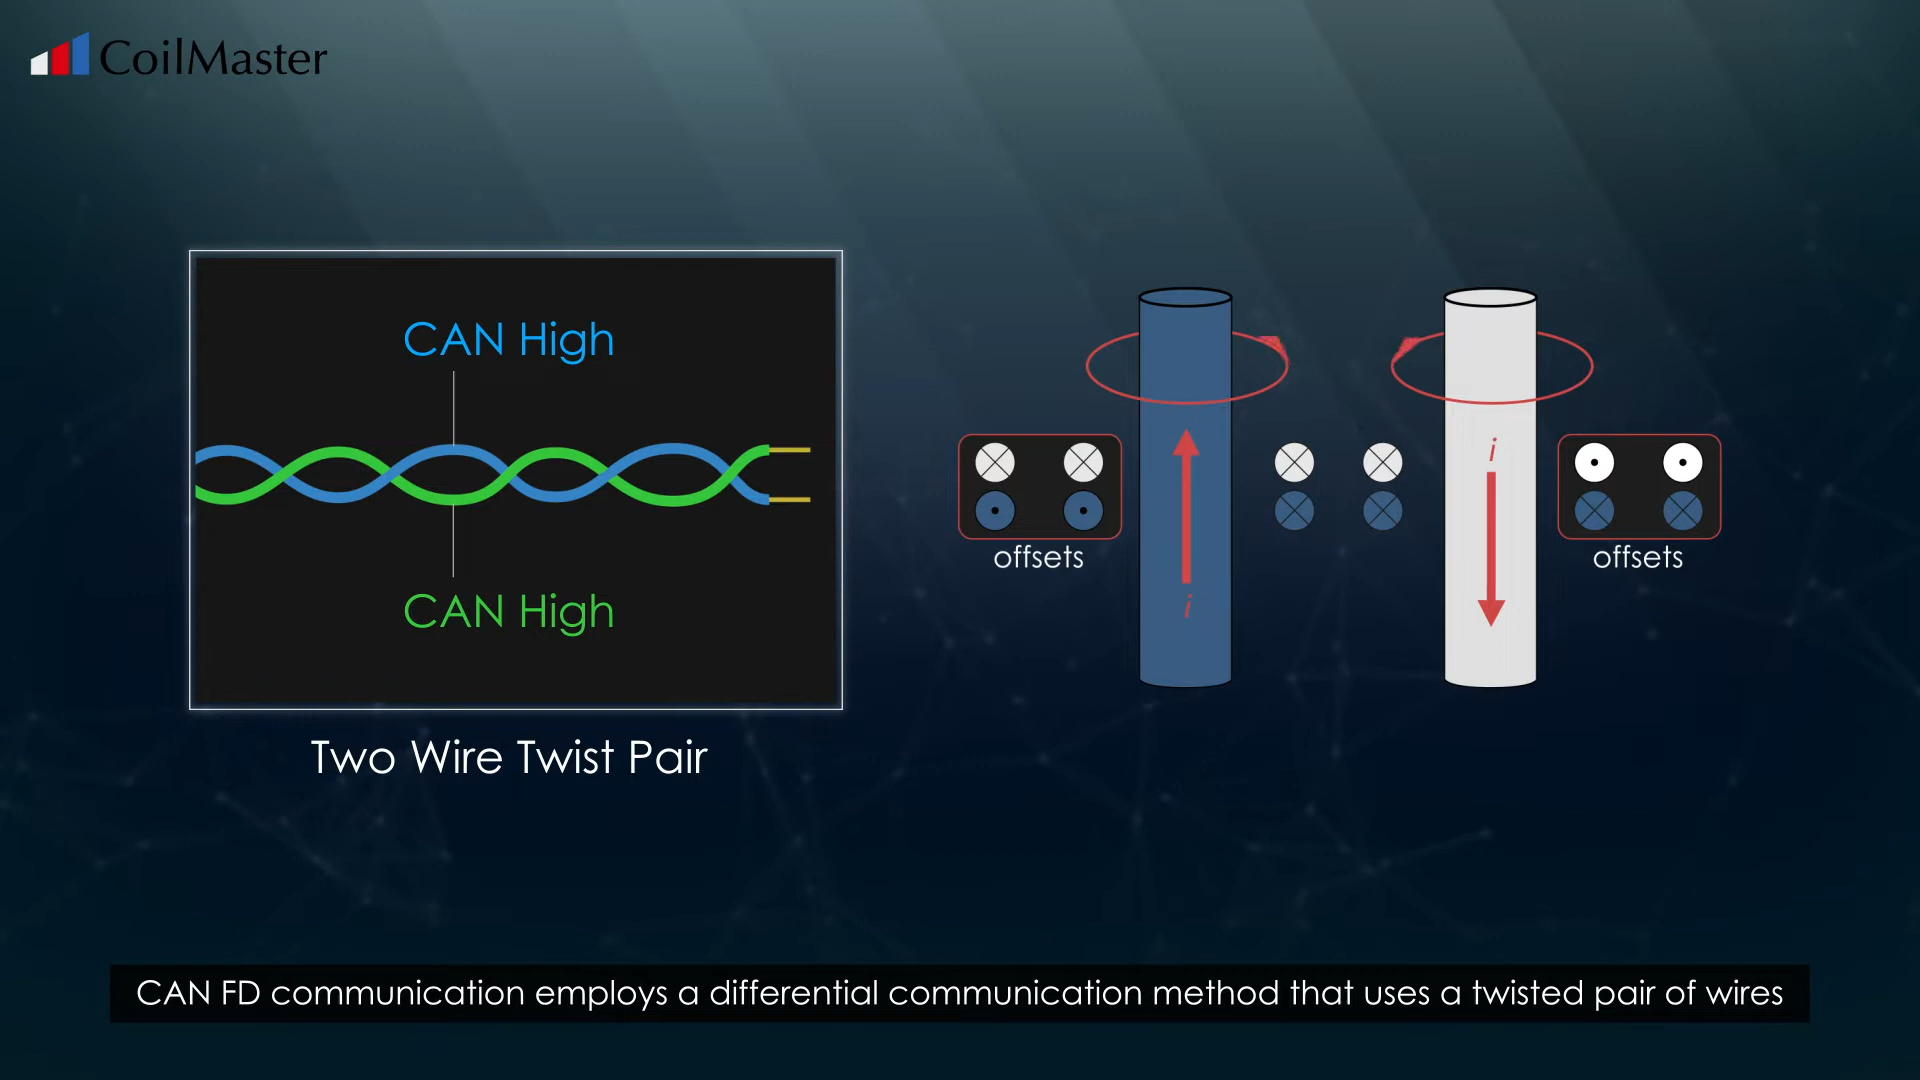 CoilMaster
CAN High
CAN High
Two Wire Twist Pair
i
i
offsets
offsets
CAN FD communication employs a differential communication method that uses a twisted pair of wires